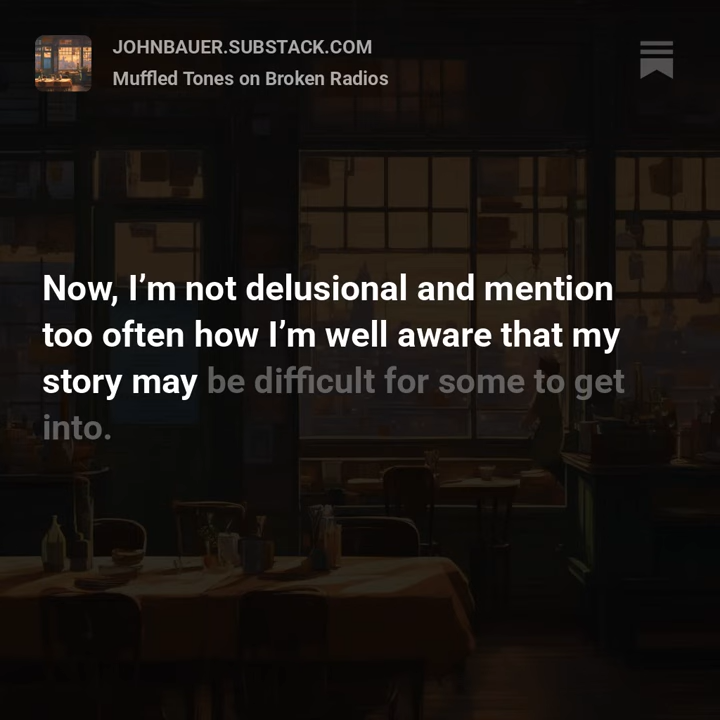 JOHNBAUER.SUBSTACK.COM
Muffled Tones on Broken Radios
Now, I’m not delusional and mention
too often how I’m well aware that my
story may be difficult for some to get
into.